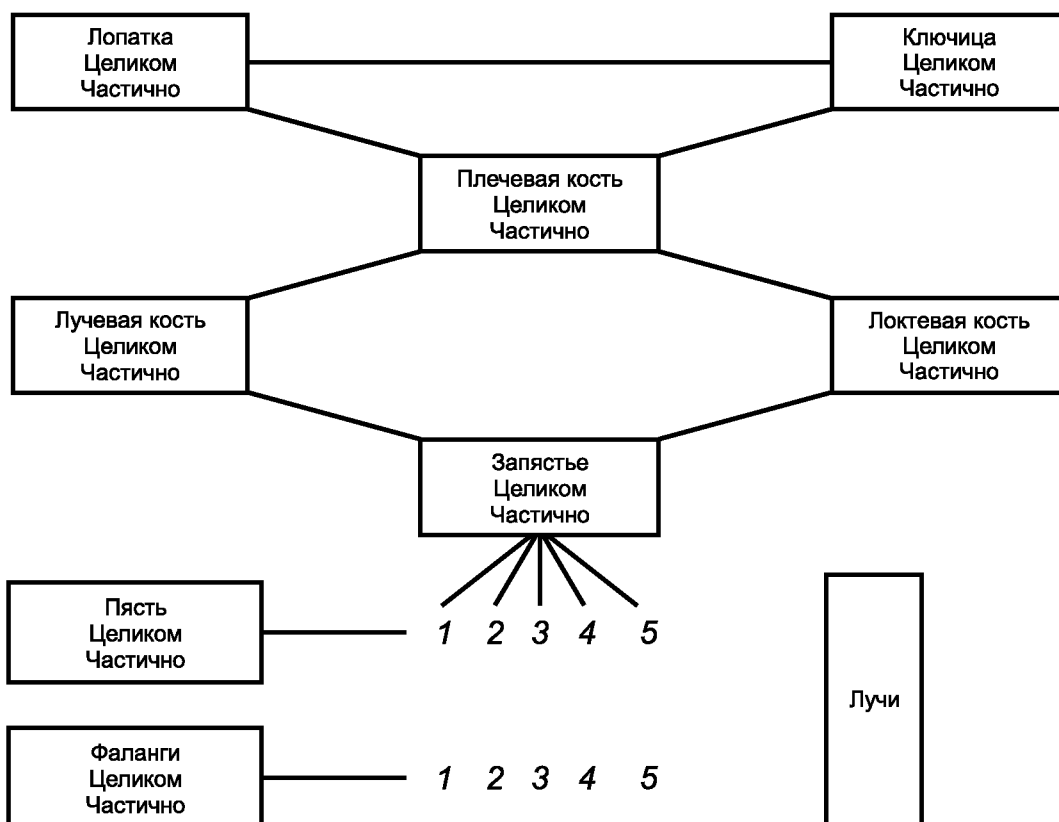 Лопатка
Целиком
Частично
Ключица
Целиком
Частично
Плечевая кость
Целиком
Частично
Лучевая кость
Целиком
Частично
Локтевая кость
Целиком
Частично
Запястье
Целиком
Частично
Пясть
Целиком
Частично
1 2 3 4 5
Лучи
Фаланги
Целиком
Частично
1 2 3 4 5